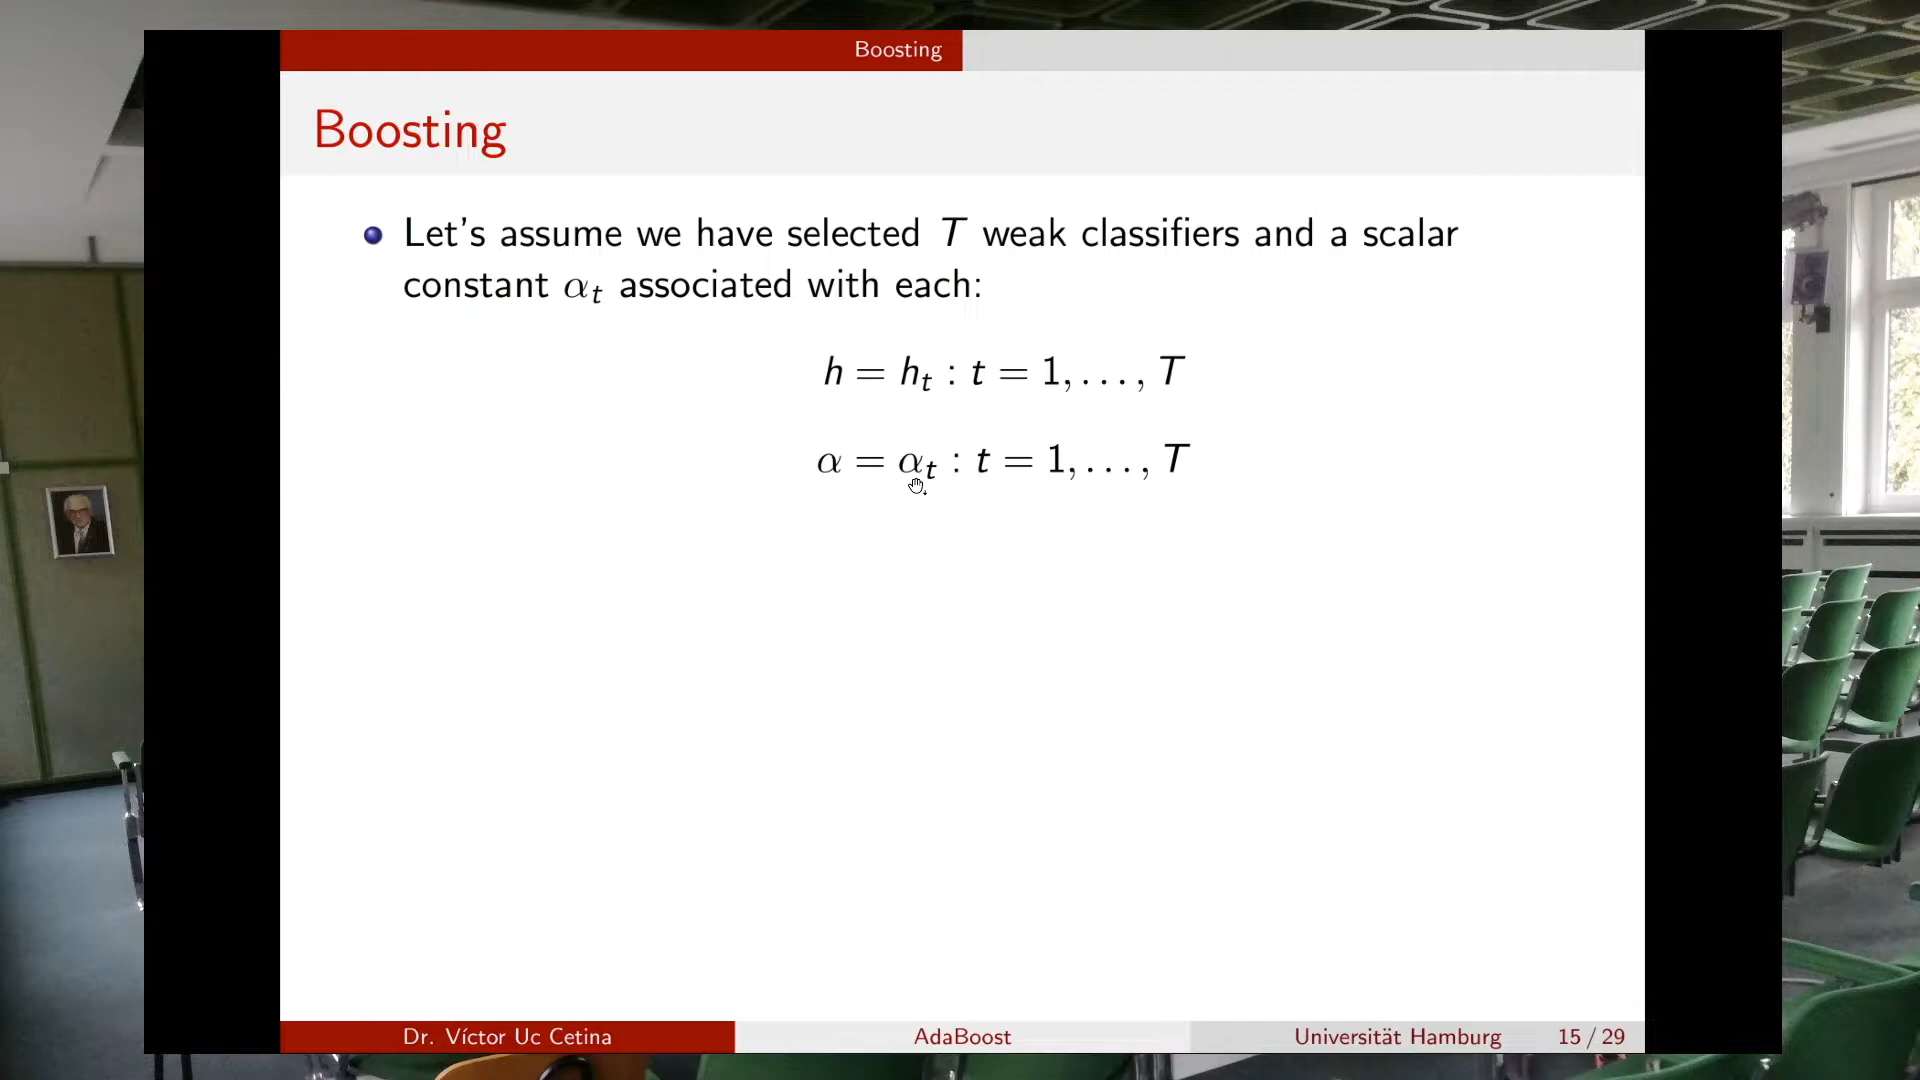 Boosting
Boosting
Let's assume we have selected T weak classifiers and a scalar
constant αₜ associated with each:
h = hₜ : t = 1, . . . , T
α = αₜ : t = 1, . . . , T
Dr. Víctor Uc Cetina AdaBoost Universität Hamburg 15 / 29